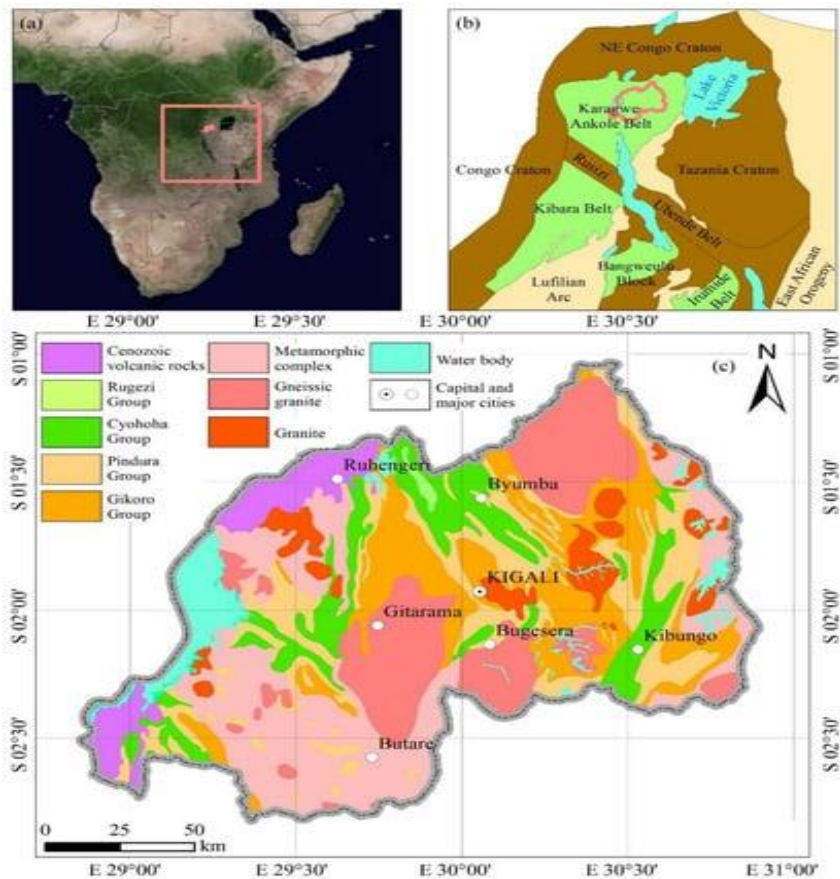 (a)
(b)
NE Congo Craton
Lake
Victoria
Karagwe
Ankole Belt
Congo Craton
Rusizi
Tazania Craton
Kibara Belt
Ubende Belt
Bangweulu
Block
Lufilian
Arc
Irumide
Belt
East African
Orogeny
E 29°00' E 29°30' E 30°00' E 30°30' E 31°00'
S 01°00'
S 01°00'
Cenozoic
volcanic rocks
Metamorphic
complex
Water body
(c)
N
Rugezi
Group
Gneissic
granite
Capital and
major cities
Cyohoha
Group
Granite
Pindura
Group
Gikoro
Group
S 01°30'
Ruhengeri
Byumba
S 01°30'
KIGALI
S 02°00'
Gitarama
S 02°00'
Bugesera
Kibungo
S 02°30'
Butare
S 02°30'
0 25 50
km
E 29°00' E 29°30' E 30°00' E 30°30' E 31°00'